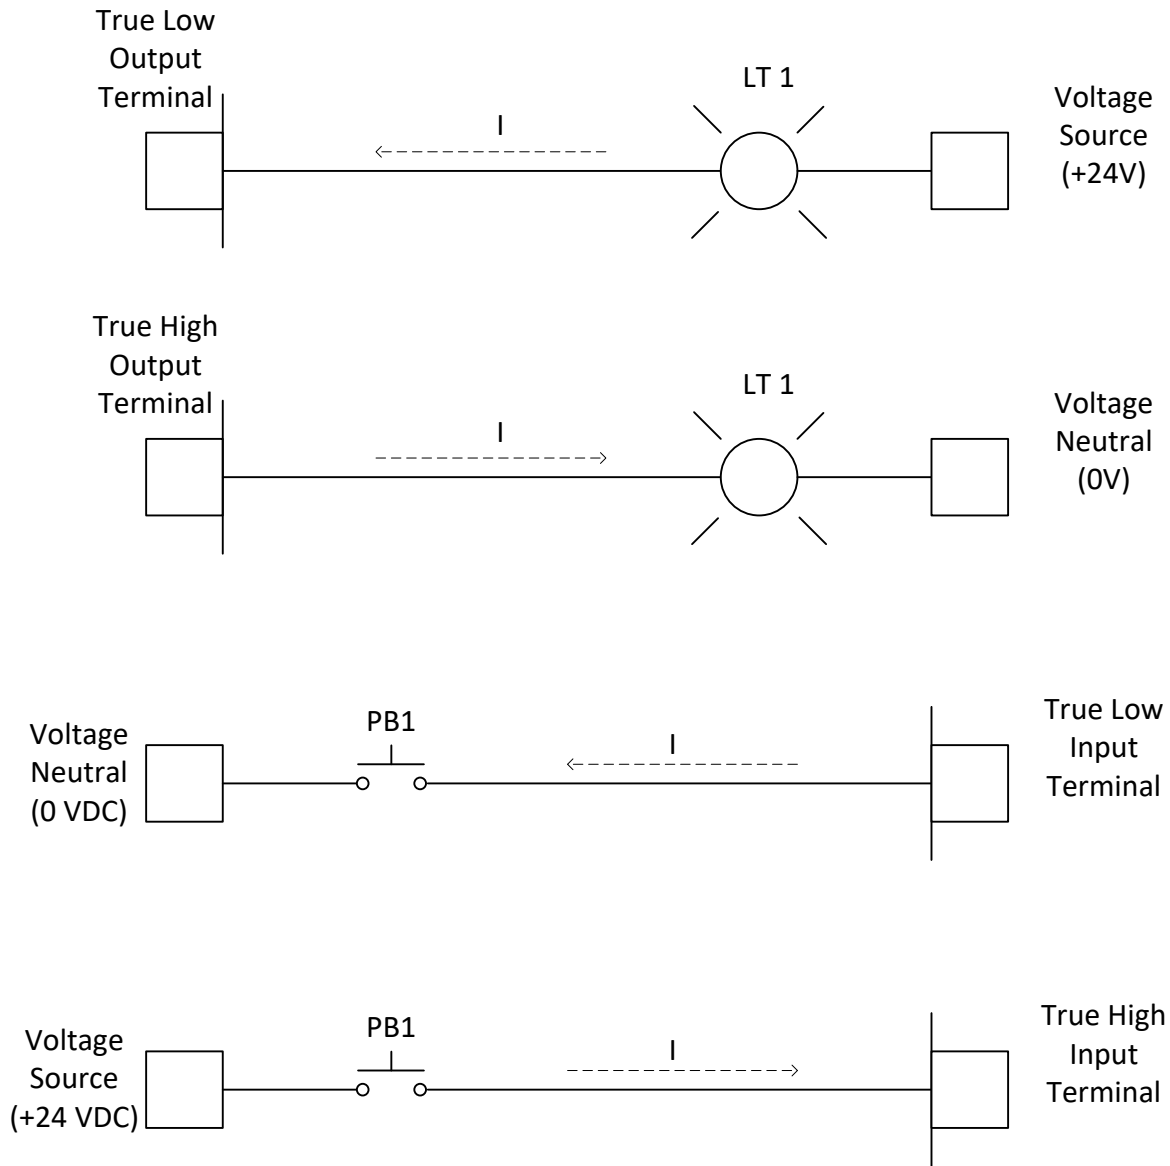 True Low
Output
Terminal
I
LT 1
Voltage
Source
(+24V)
True High
Output
Terminal
I
LT 1
Voltage
Neutral
(0V)
Voltage
Neutral
(0 VDC)
PB1
I
True Low
Input
Terminal
Voltage
Source
(+24 VDC)
PB1
I
True High
Input
Terminal